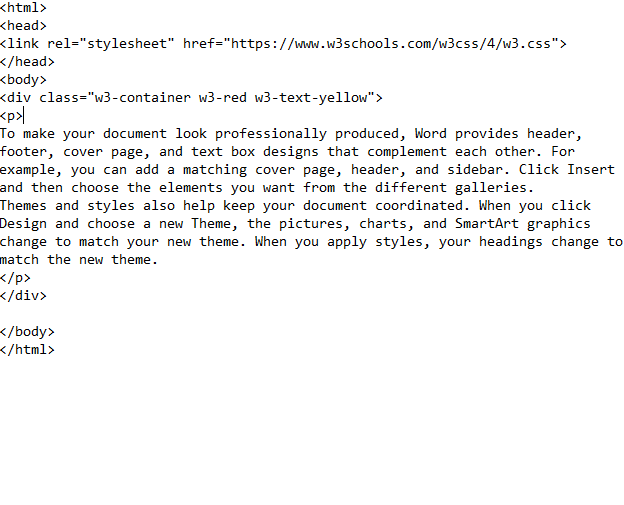 <html>
<head>
<link rel="stylesheet" href="https://www.w3schools.com/w3css/4/w3.css">
</head>
<body>
<div class="w3-container w3-red w3-text-yellow">
<p>
To make your document look professionally produced, Word provides header,
footer, cover page, and text box designs that complement each other. For
example, you can add a matching cover page, header, and sidebar. Click Insert
and then choose the elements you want from the different galleries.
Themes and styles also help keep your document coordinated. When you click
Design and choose a new Theme, the pictures, charts, and SmartArt graphics
change to match your new theme. When you apply styles, your headings change to
match the new theme.
</p>
</div>
</body>
</html>